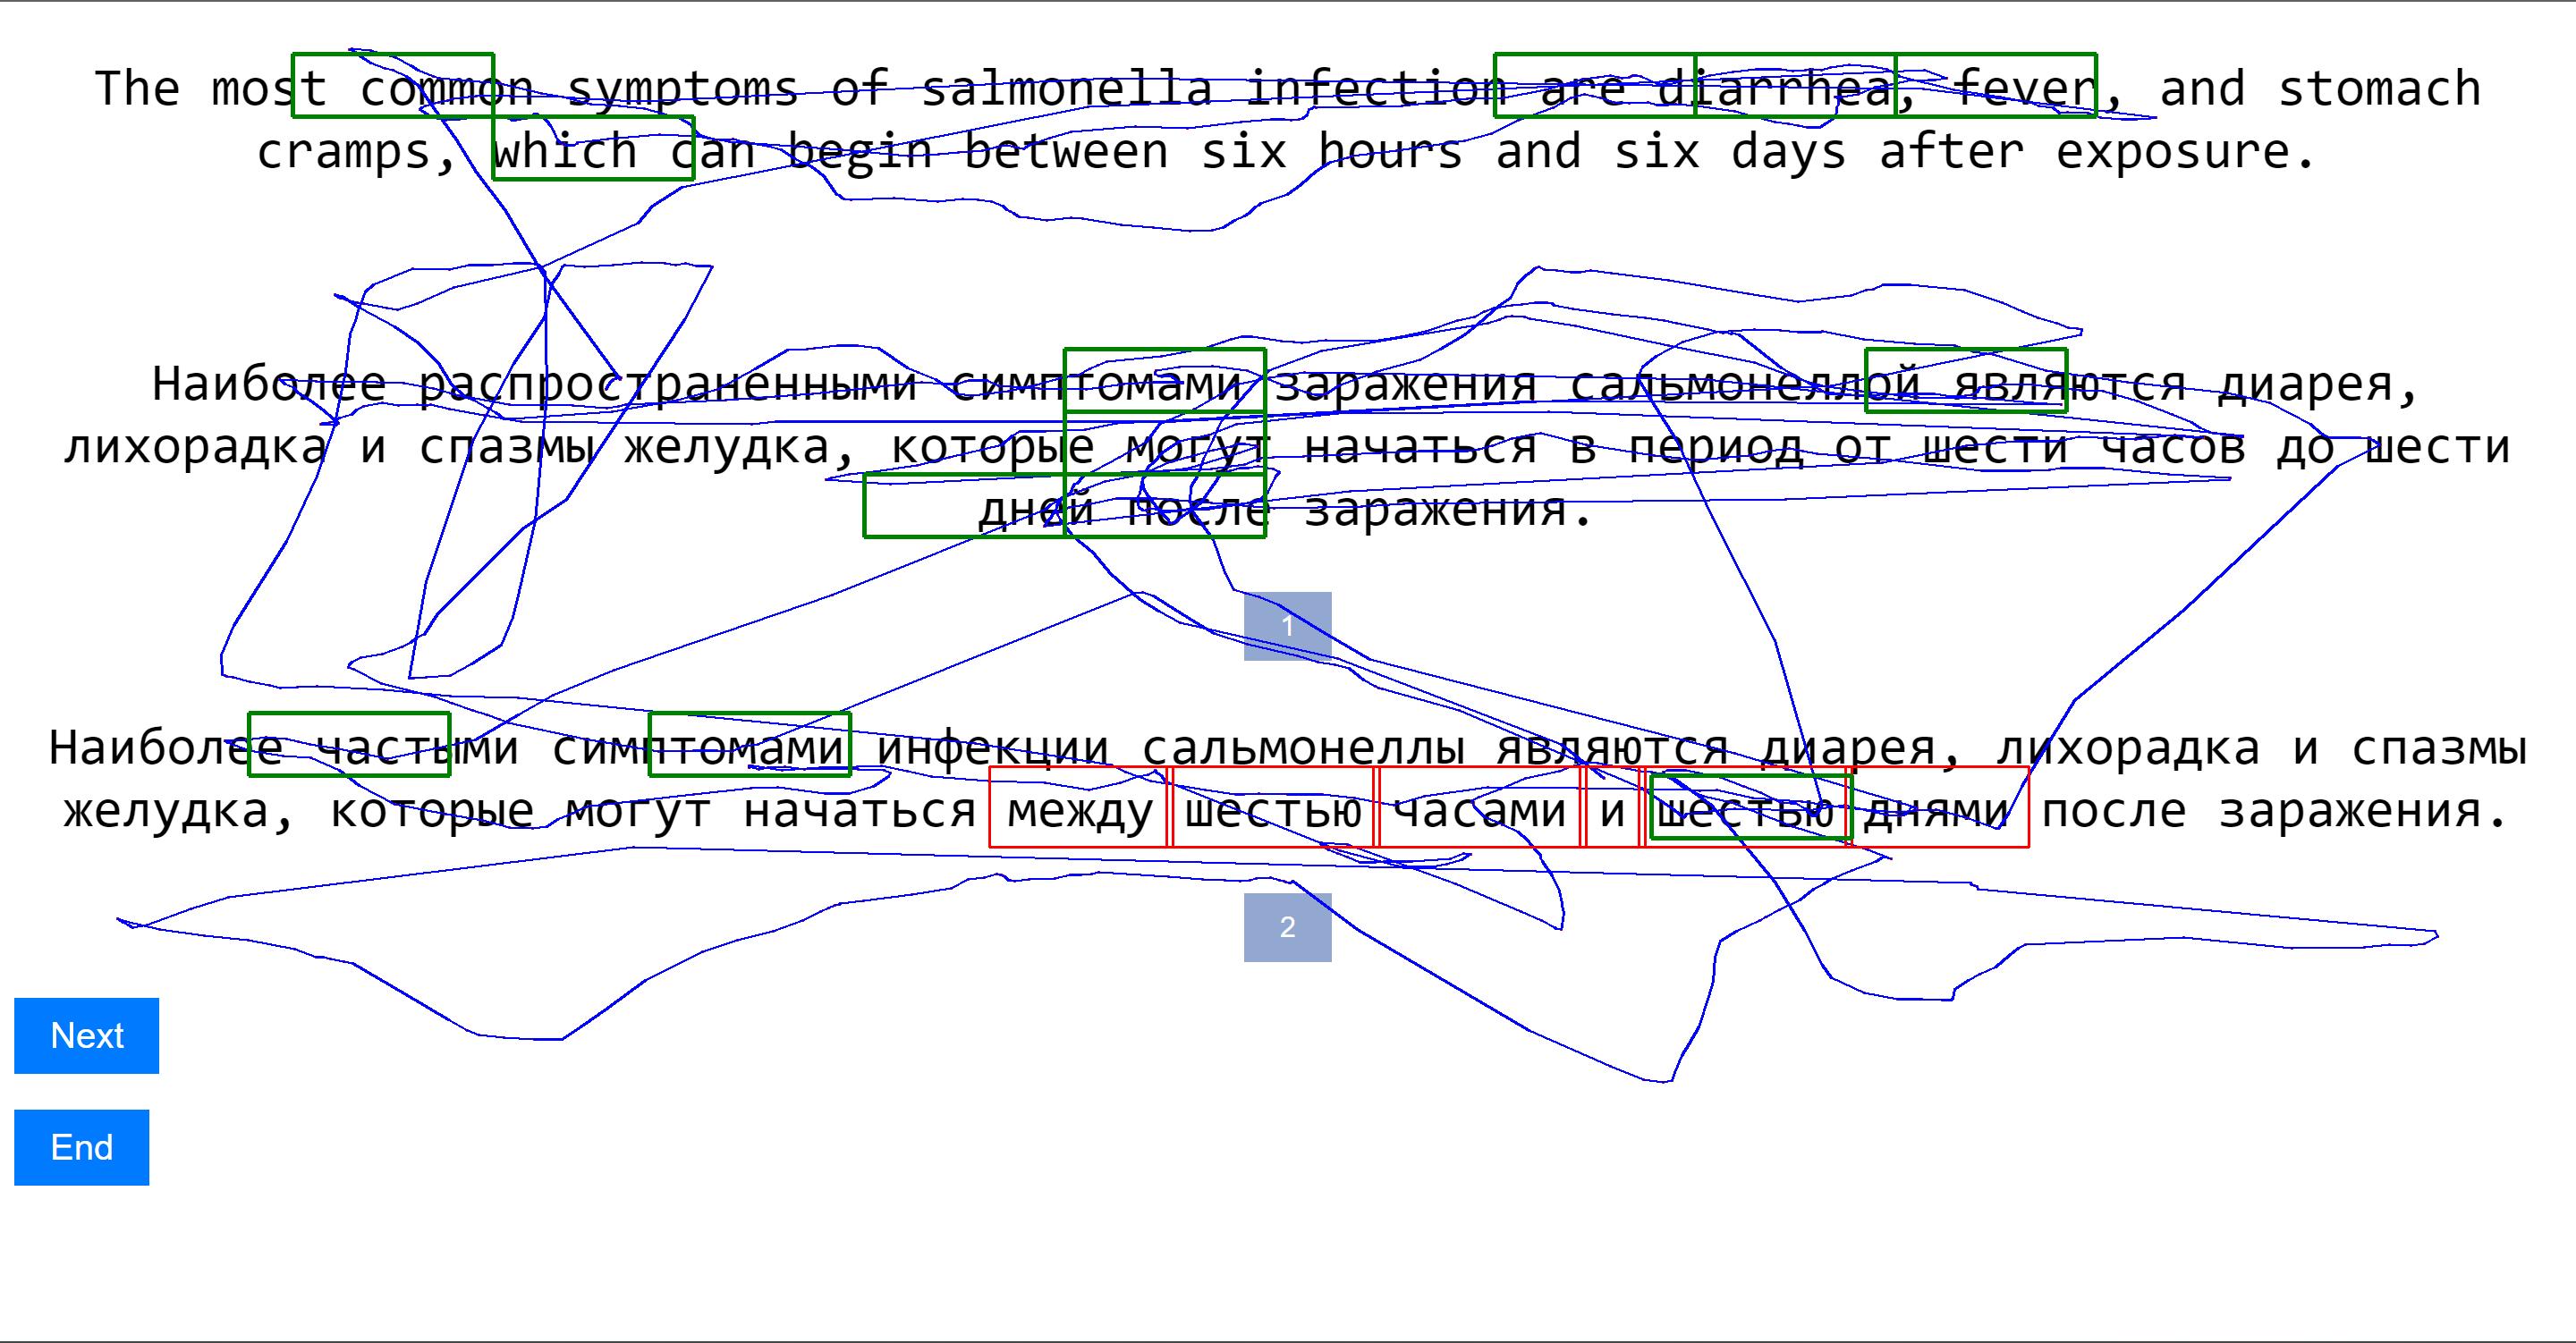 The most common symptoms of salmonella infection are diarrhea, fever, and stomach
cramps, which can begin between six hours and six days after exposure.
Наиболее распространенными симптомами заражения сальмонеллой являются диарея,
лихорадка и спазмы желудка, которые могут начаться в период от шести часов до шести
дней после заражения.
1
Наиболее частыми симптомами инфекции сальмонеллы являются диарея, лихорадка и спазмы
желудка, которые могут начаться между шестью часами и шестью днями после заражения.
2
Next
End